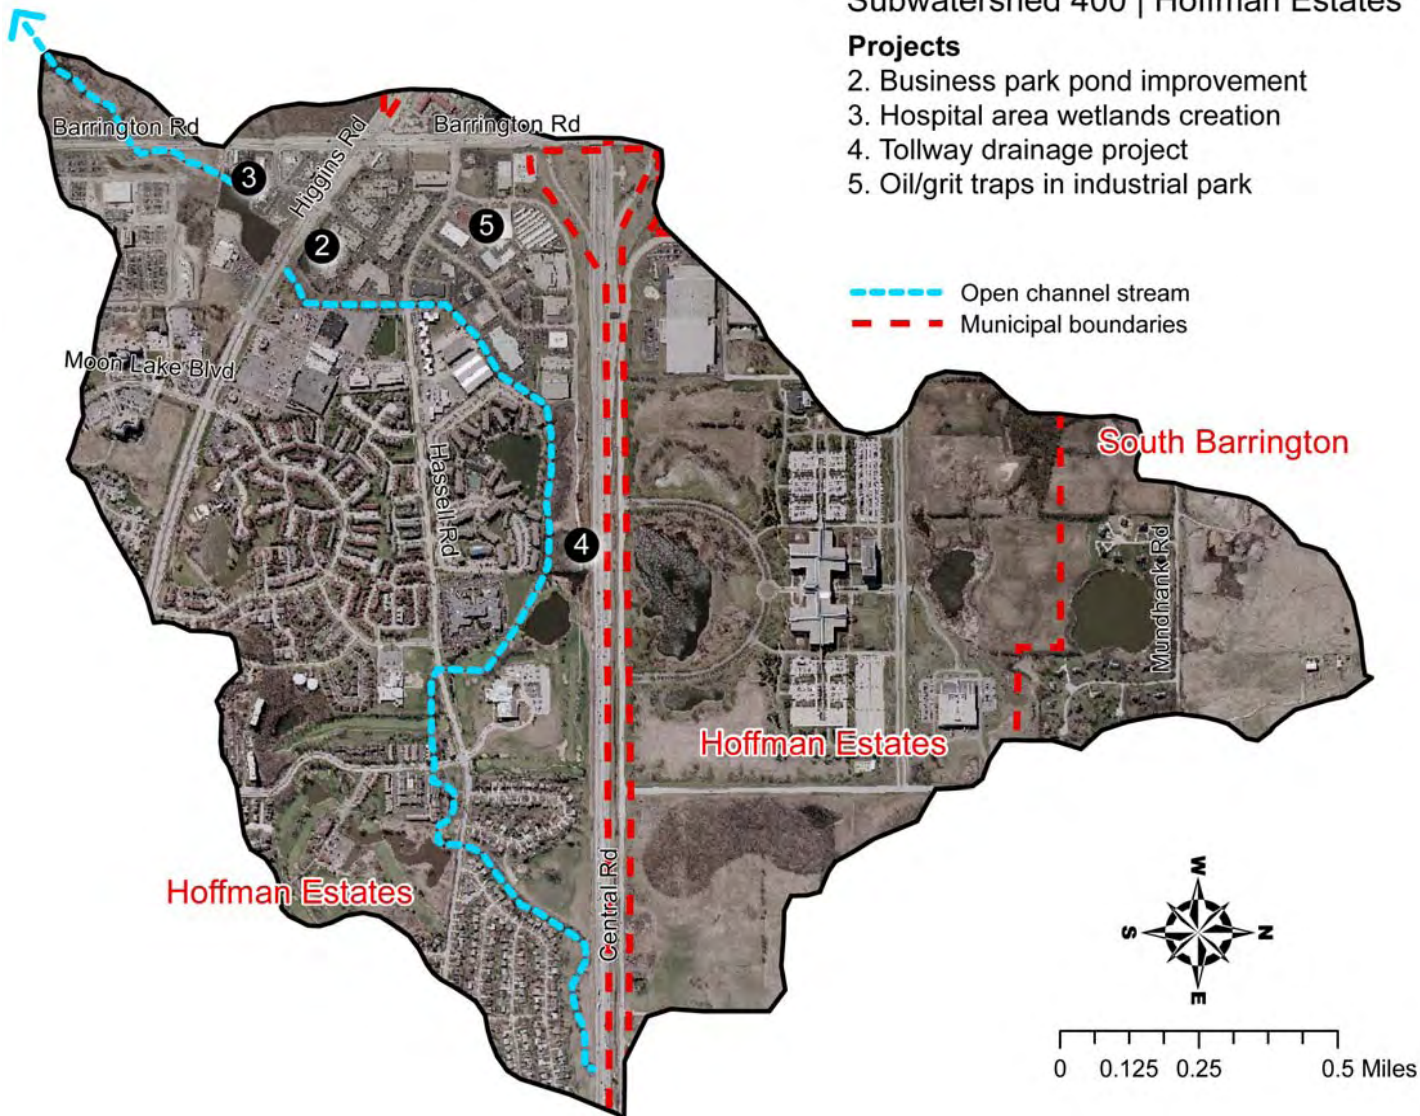 Subwatershed 400 | Hoffman Estates
Projects
2. Business park pond improvement
3. Hospital area wetlands creation
4. Tollway drainage project
5. Oil/grit traps in industrial park
Open channel stream
Municipal boundaries
Barrington Rd
Higgins Rd
Barrington Rd
3
2
5
Moon Lake Blvd
Hassell Rd
4
South Barrington
Mundhank Rd
Hoffman Estates
Hoffman Estates
Central Rd
W
S
N
E
0 0.125 0.25 0.5 Miles